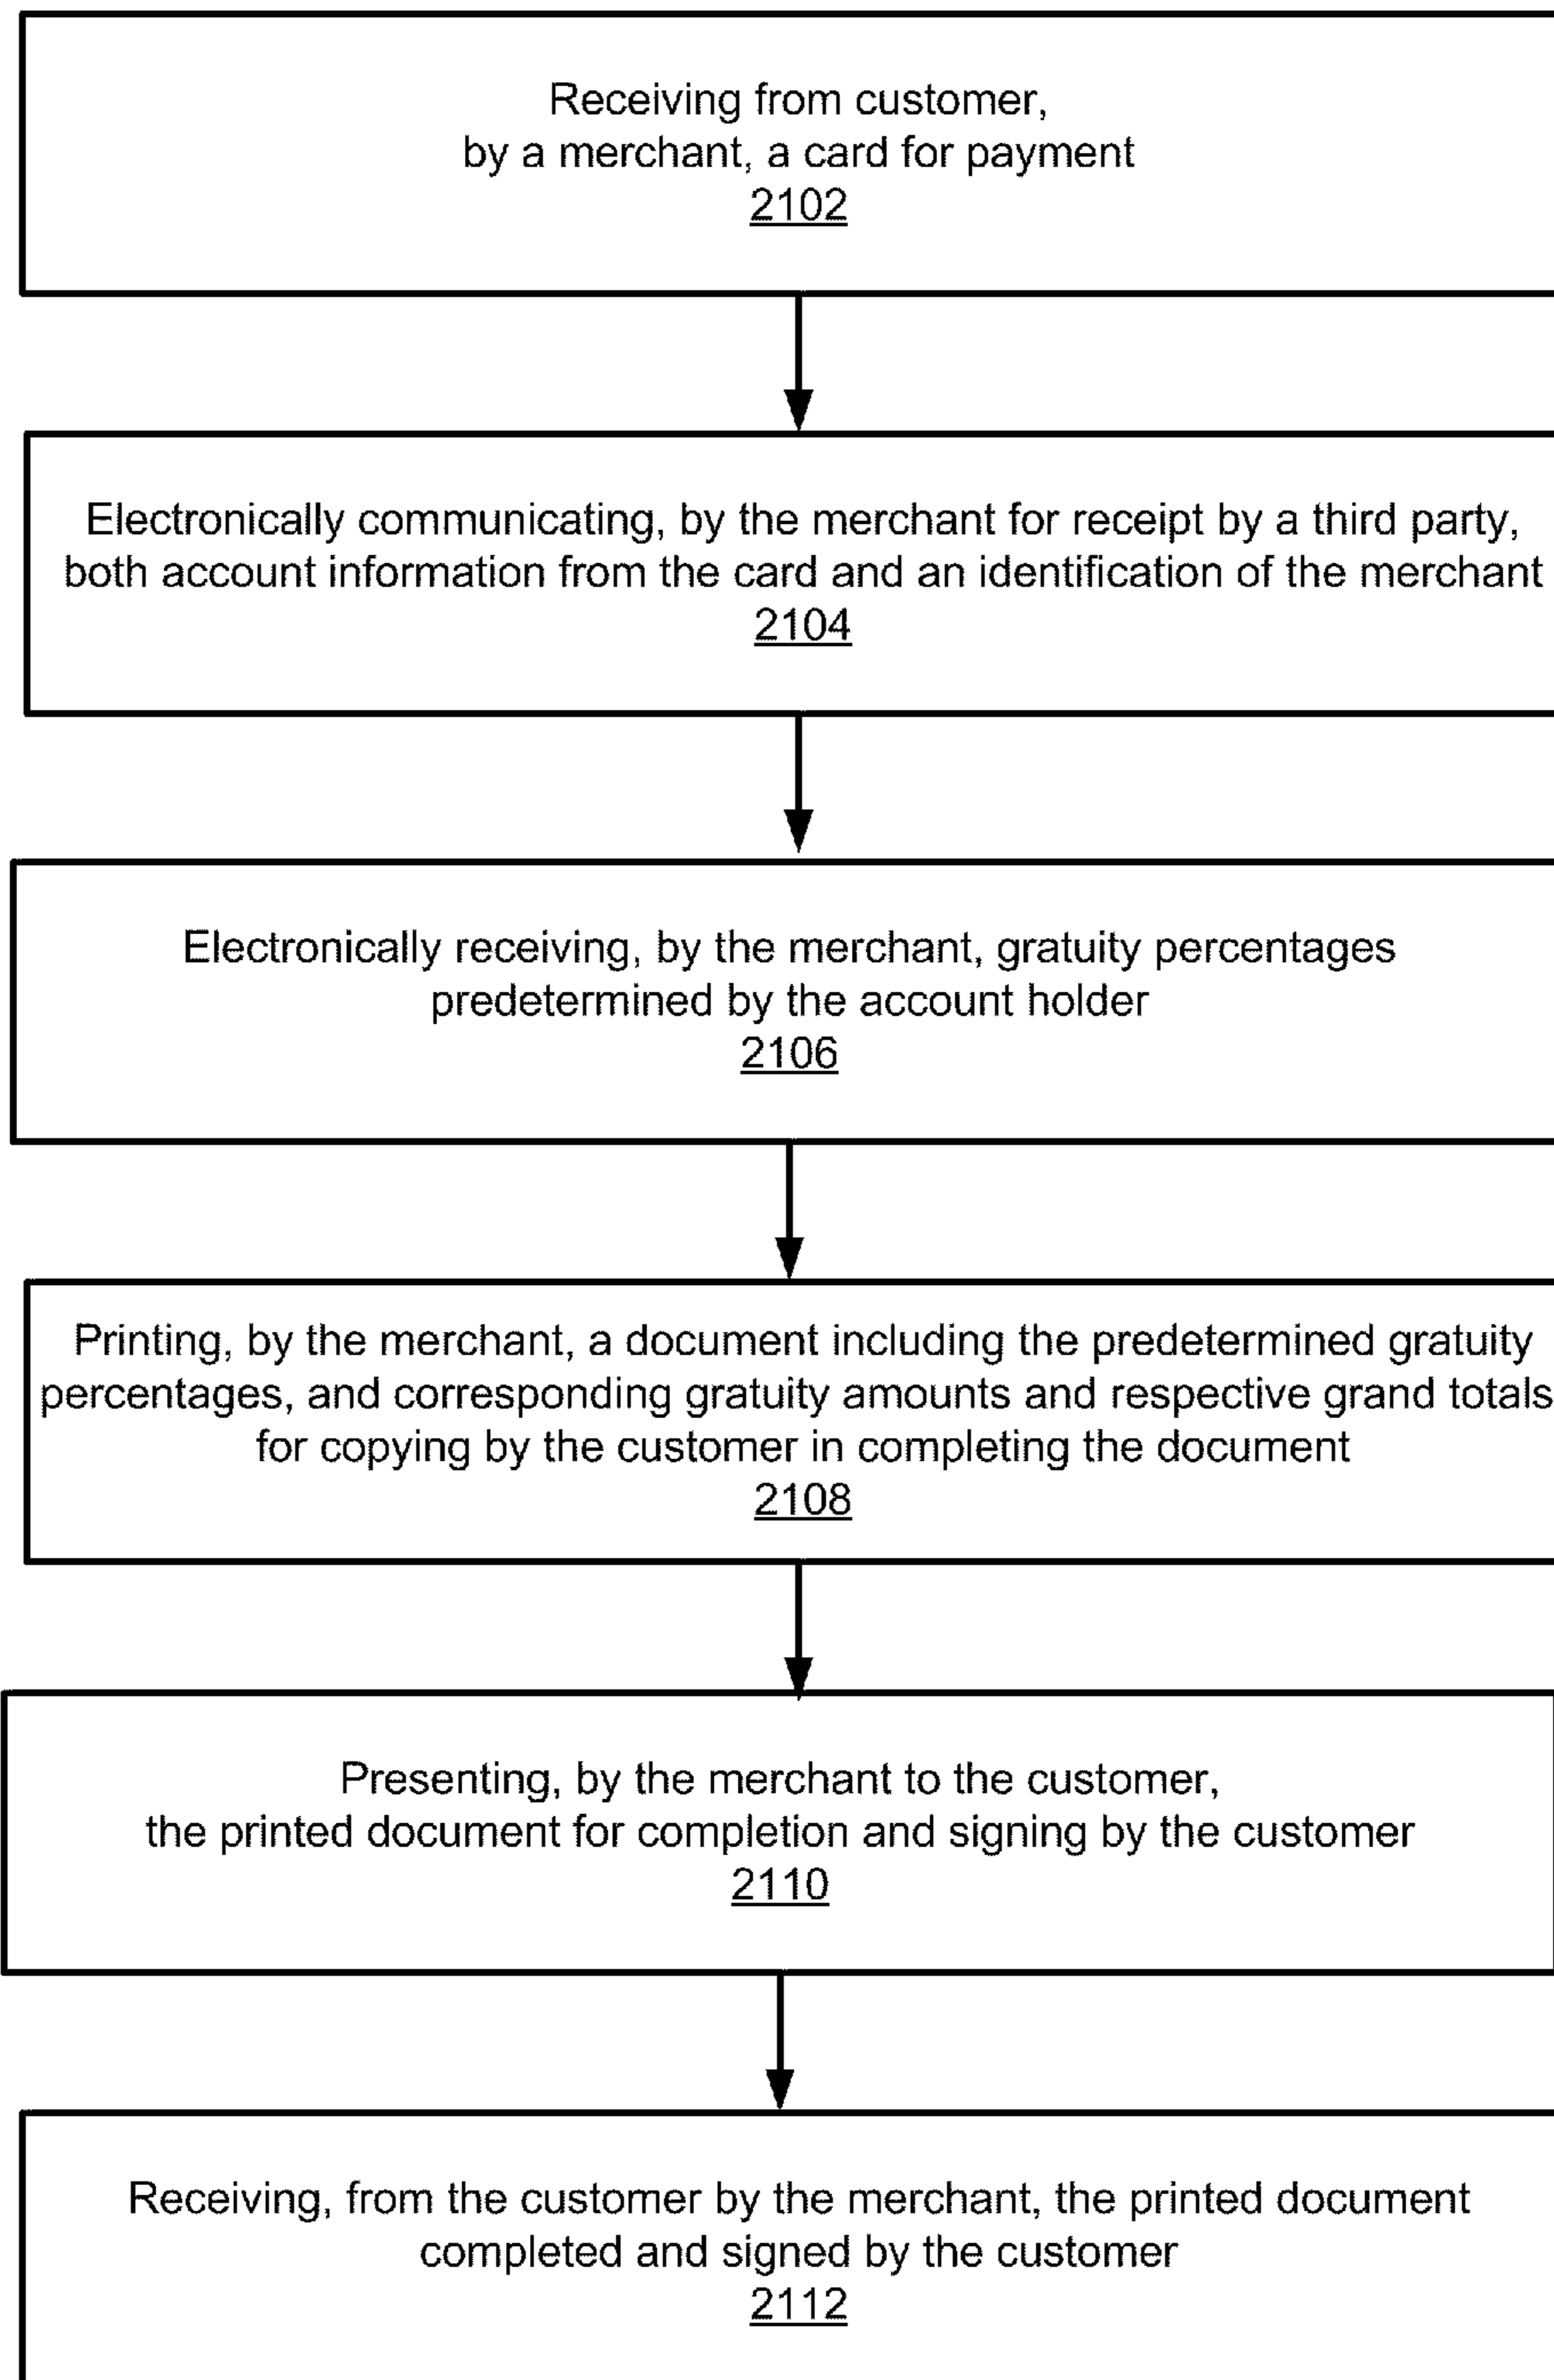 Receiving from customer,
by a merchant, a card for payment
2102
Electronically communicating, by the merchant for receipt by a third party,
both account information from the card and an identification of the merchant
2104
Electronically receiving, by the merchant, gratuity percentages
predetermined by the account holder
2106
Printing, by the merchant, a document including the predetermined gratuity
percentages, and corresponding gratuity amounts and respective grand totals
for copying by the customer in completing the document
2108
Presenting, by the merchant to the customer,
the printed document for completion and signing by the customer
2110
Receiving, from the customer by the merchant, the printed document
completed and signed by the customer
2112